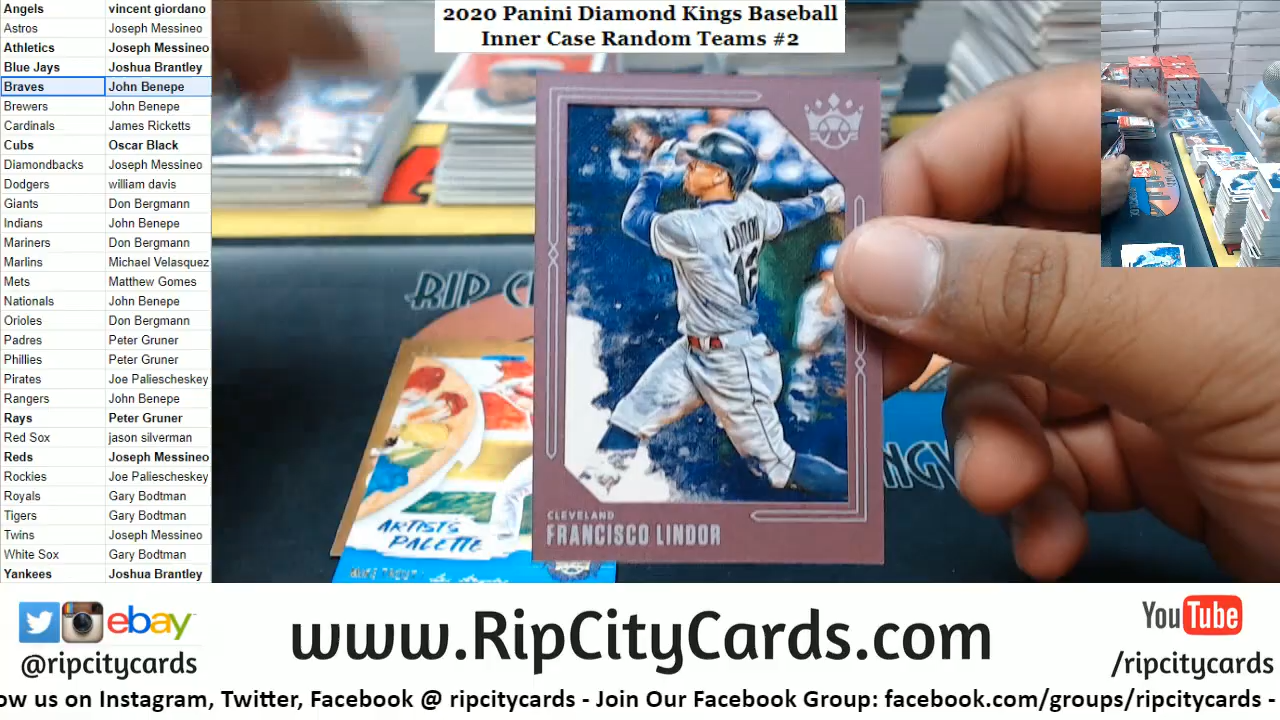 2020 Panini Diamond Kings Baseball
Inner Case Random Teams #2
Angels vincent giordano
Astros Joseph Messineo
Athletics Joseph Messineo
Blue Jays Joshua Brantley
Braves John Benepe
Brewers John Benepe
Cardinals James Ricketts
Cubs Oscar Black
Diamondbacks Joseph Messineo
Dodgers william davis
Giants Don Bergmann
Indians John Benepe
Mariners Don Bergmann
Marlins Michael Velasquez
Mets Matthew Gomes
Nationals John Benepe
Orioles Don Bergmann
Padres Peter Gruner
Phillies Peter Gruner
Pirates Joe Paliescheskey
Rangers John Benepe
Rays Peter Gruner
Red Sox jason silverman
Reds Joseph Messineo
Rockies Joe Paliescheskey
Royals Gary Bodtman
Tigers Gary Bodtman
Twins Joseph Messineo
White Sox Gary Bodtman
Yankees Joshua Brantley
RIP
LINDOR
12
CLEVELAND
FRANCISCO LINDOR
ARTIST'S
PALETTE
ebay
@ripcitycards
www.RipCityCards.com
YouTube
/ripcitycards
ow us on Instagram, Twitter, Facebook @ ripcitycards - Join Our Facebook Group: facebook.com/groups/ripcitycards -